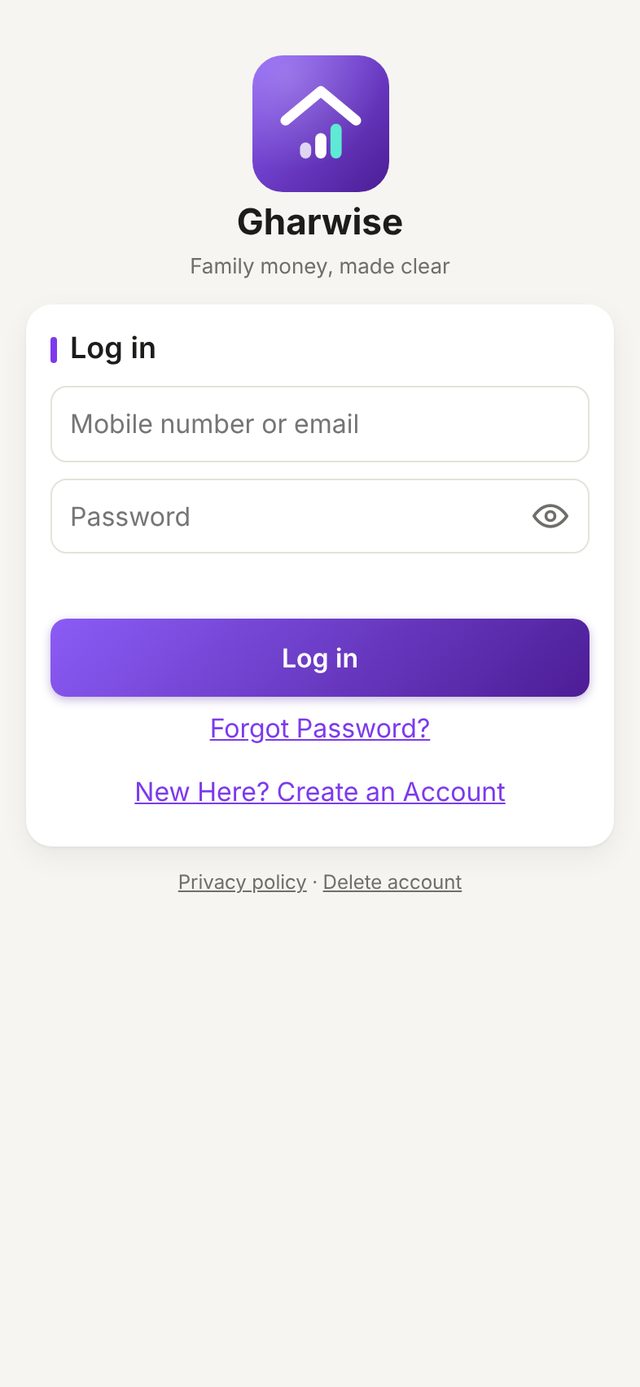 Gharwise
Family money, made clear
Log in
Mobile number or email
Password
Log in
Forgot Password?
New Here? Create an Account
Privacy policy · Delete account